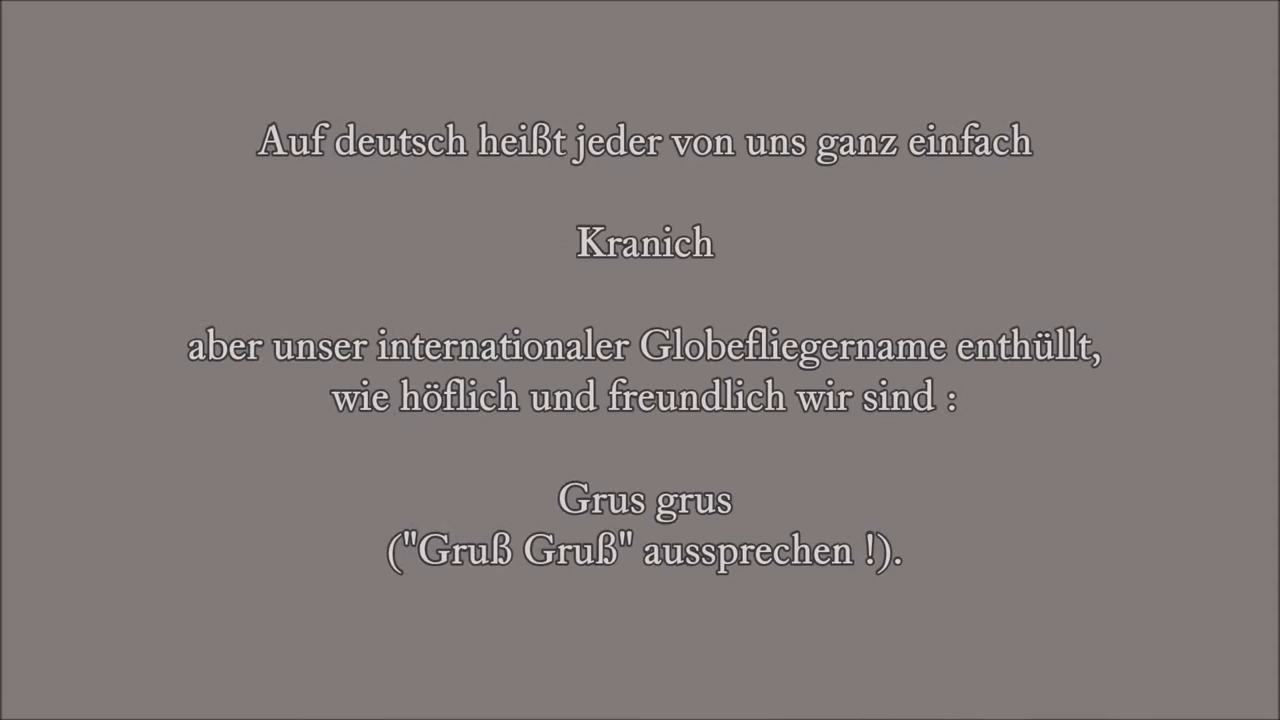 Auf deutsch heißt jeder von uns ganz einfach
Kranich
aber unser internationaler Globefliegername enthüllt,
wie höflich und freundlich wir sind :
Grus grus
("Gruß Gruß" aussprechen !).